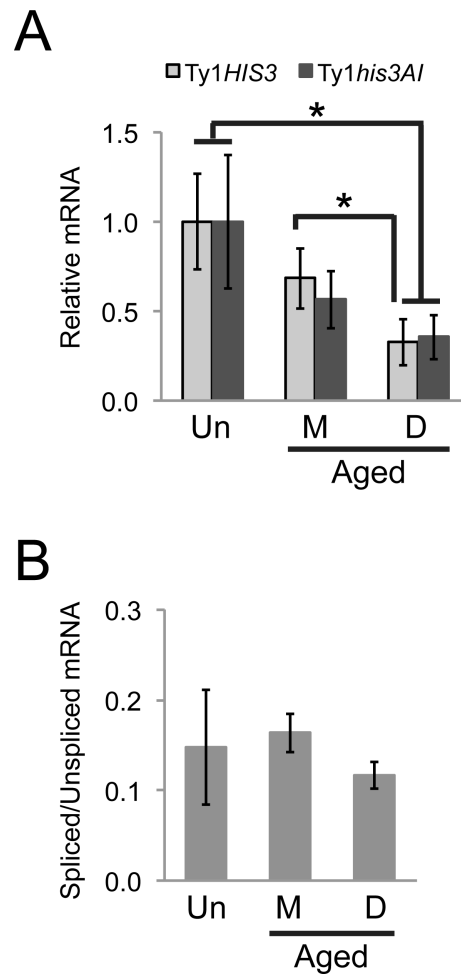 A
Ty1HIS3 Ty1his3AI
*
*
1.5
1.0
0.5
0.0
Relative mRNA
Un M D
Aged
B
0.3
0.2
0.1
0.0
Spliced/Unspliced mRNA
Un M D
Aged